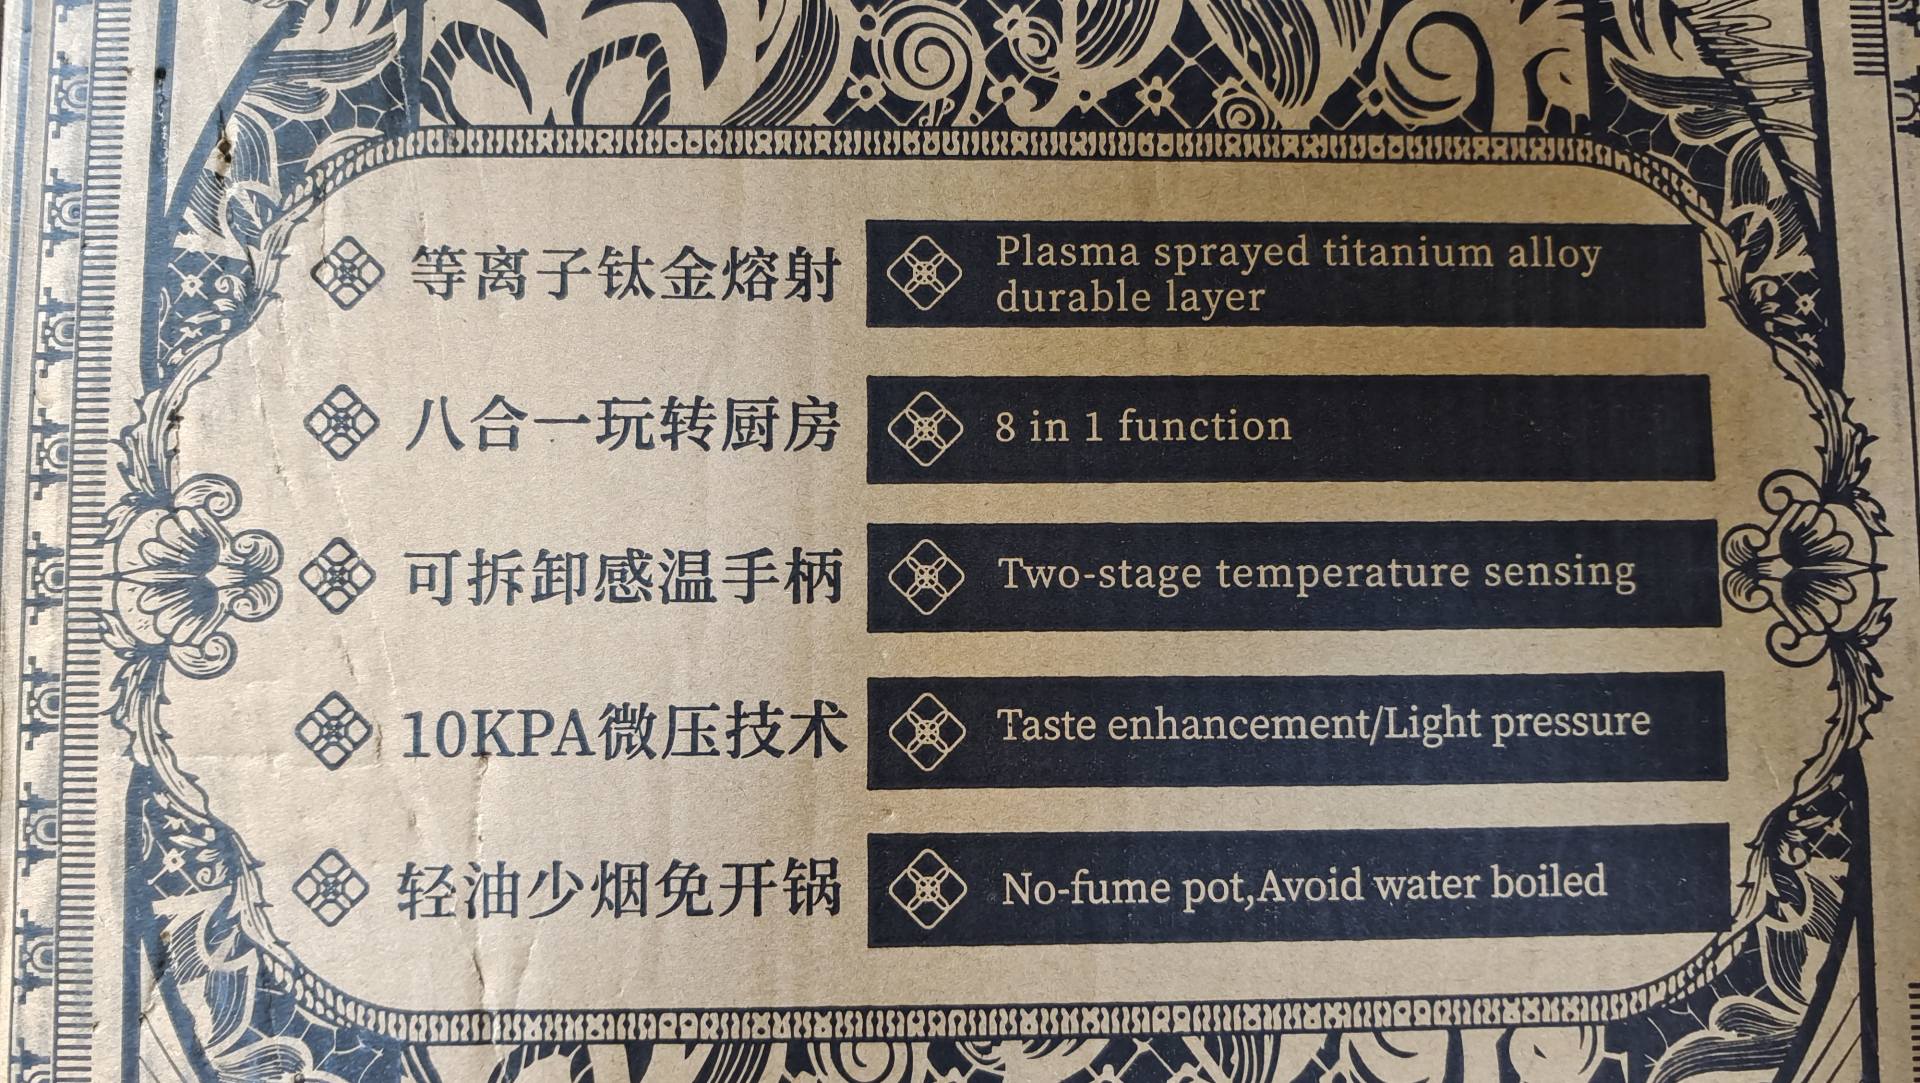 等离子钛金熔射
Plasma sprayed titanium alloy
durable layer
八合一玩转厨房
8 in 1 function
可拆卸感温手柄
Two-stage temperature sensing
10KPA微压技术
Taste enhancement/Light pressure
轻油少烟免开锅
No-fume pot,Avoid water boiled